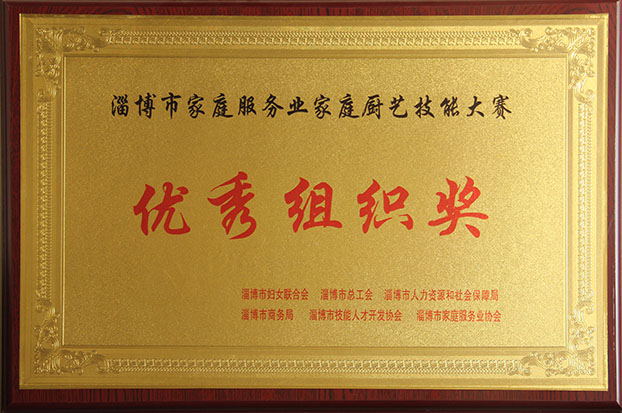 淄博市家庭服务业家庭厨艺技能大赛
优秀组织奖
淄博市妇女联合会 淄博市总工会 淄博市人力资源和社会保障局
淄博市商务局 淄博市技能人才开发协会 淄博市家庭服务业协会